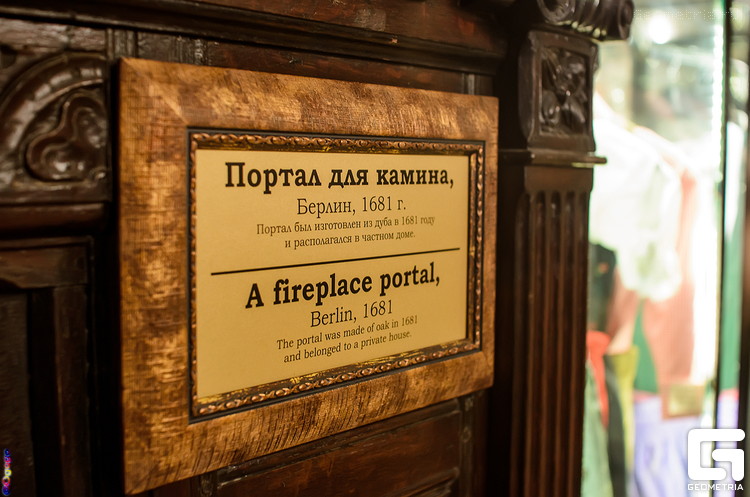 Портал для камина,
Берлин, 1681 г.
Портал был изготовлен из дуба в 1681 году
и располагался в частном доме.
A fireplace portal,
Berlin, 1681
The portal was made of oak in 1681
and belonged to a private house.
GEOMETRIA